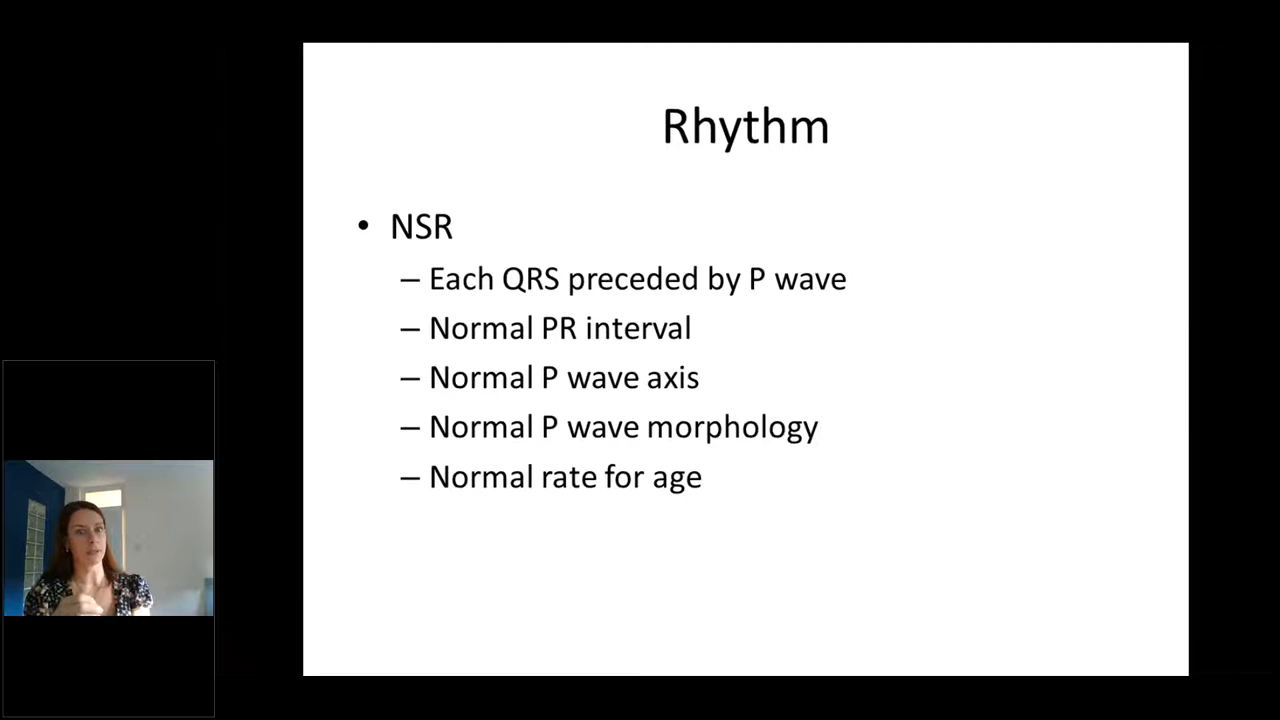 Rhythm
• NSR
– Each QRS preceded by P wave
– Normal PR interval
– Normal P wave axis
– Normal P wave morphology
– Normal rate for age